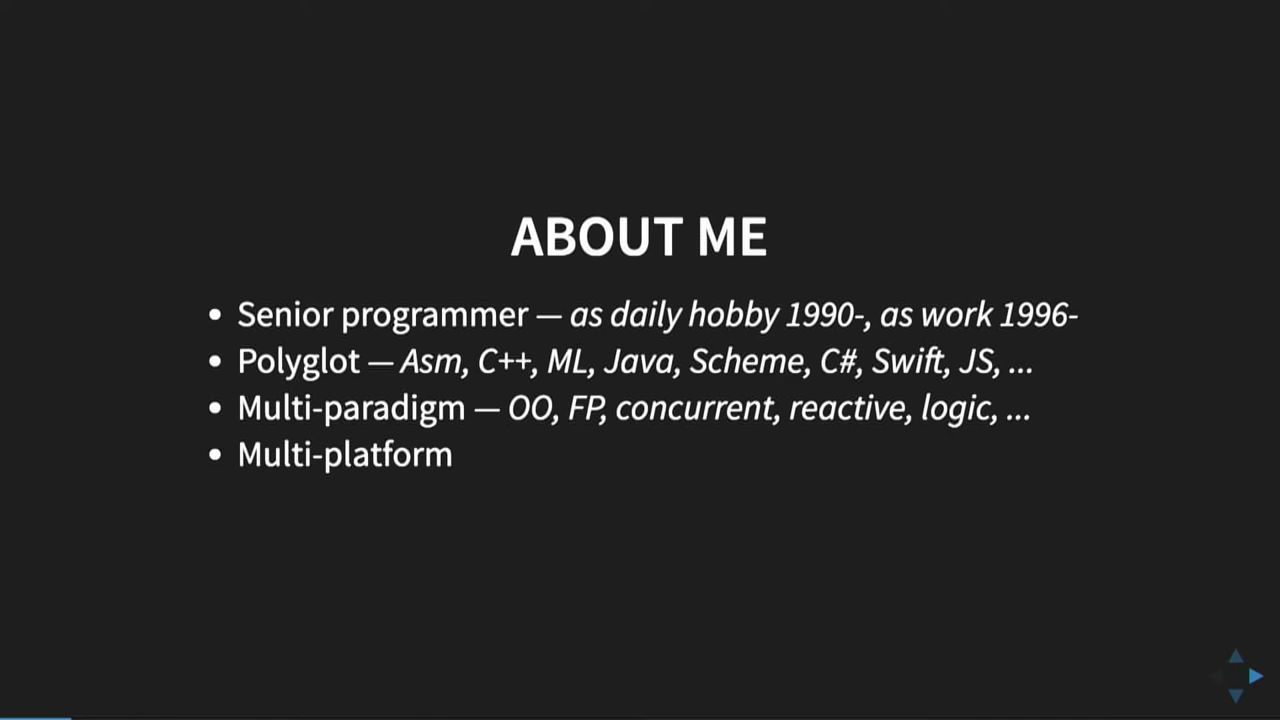 ABOUT ME
• Senior programmer — as daily hobby 1990-, as work 1996-
• Polyglot — Asm, C++, ML, Java, Scheme, C#, Swift, JS, ...
• Multi-paradigm — OO, FP, concurrent, reactive, logic, ...
• Multi-platform